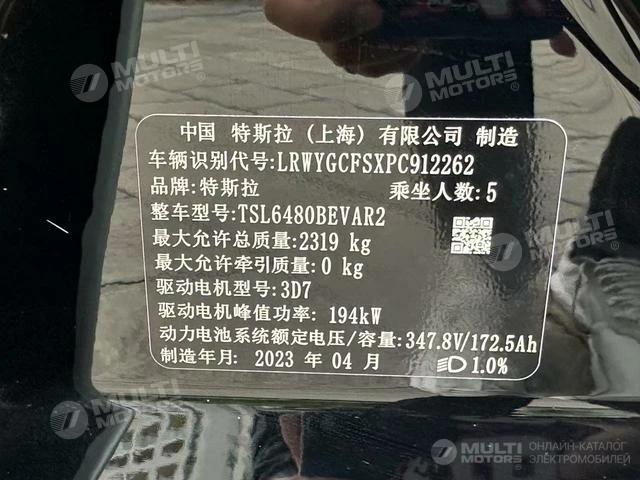 MULTI
MOTORS®
MULTI
MOTORS®
中国 特斯拉 (上海) 有限公司 制造
车辆识别代号:LRWYGCFSXPC912262
品牌:特斯拉 乘坐人数:5
整车型号:TSL6480BEVAR2
最大允许总质量:2319 kg
最大允许牵引质量:0 kg
驱动电机型号:3D7
驱动电机峰值功率: 194kW
动力电池系统额定电压/容量:347.8V/172.5Ah
制造年月: 2023 年 04 月 1.0%
MULTI
MOTORS®
MULTI
MOTORS®
MULTI
MOTORS®
ОНЛАЙН-КАТАЛОГ
ЭЛЕКТРОМОБИЛЕЙ